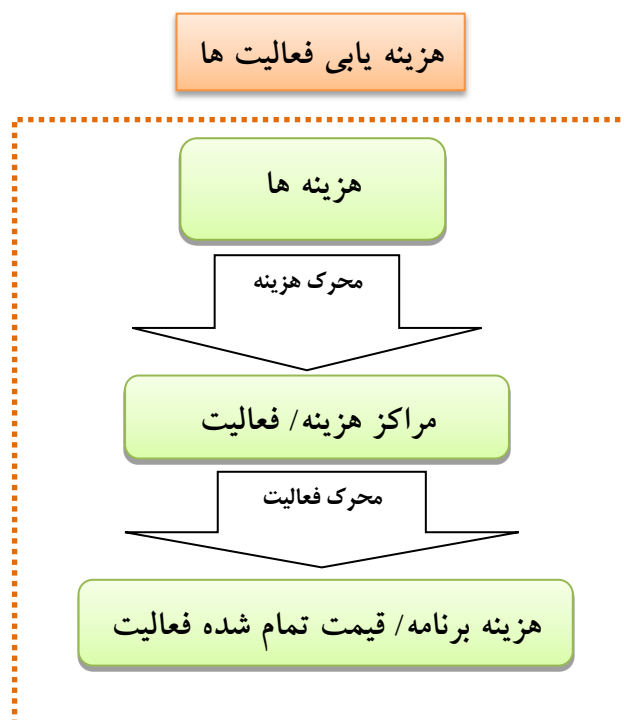 هزینه یابی فعالیت ها
هزینه ها
محرک هزینه
مراکز هزینه/ فعالیت
محرک فعالیت
هزینه برنامه/ قیمت تمام شده فعالیت